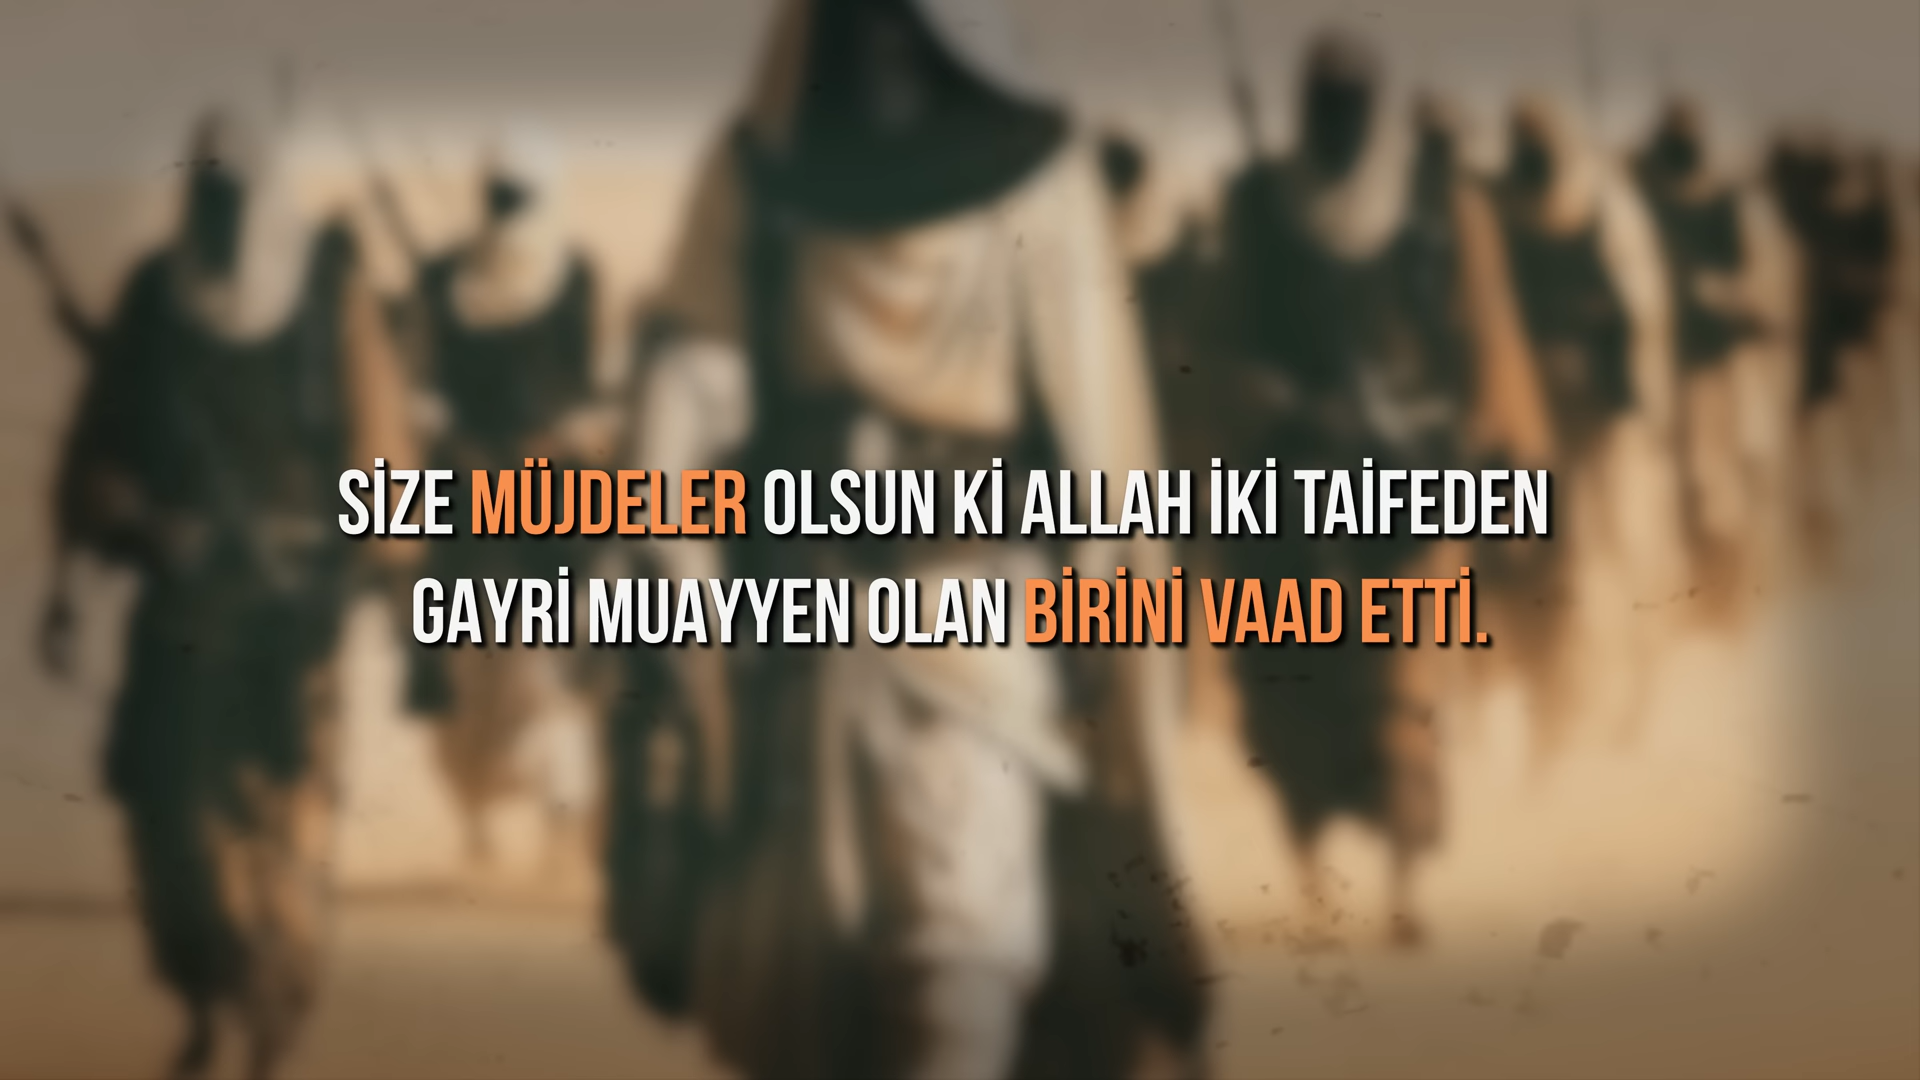 SİZE MÜJDELER OLSUN Kİ ALLAH İKİ TAİFEDEN
GAYRİ MUAYYEN OLAN BİRİNİ VAAD ETTİ.